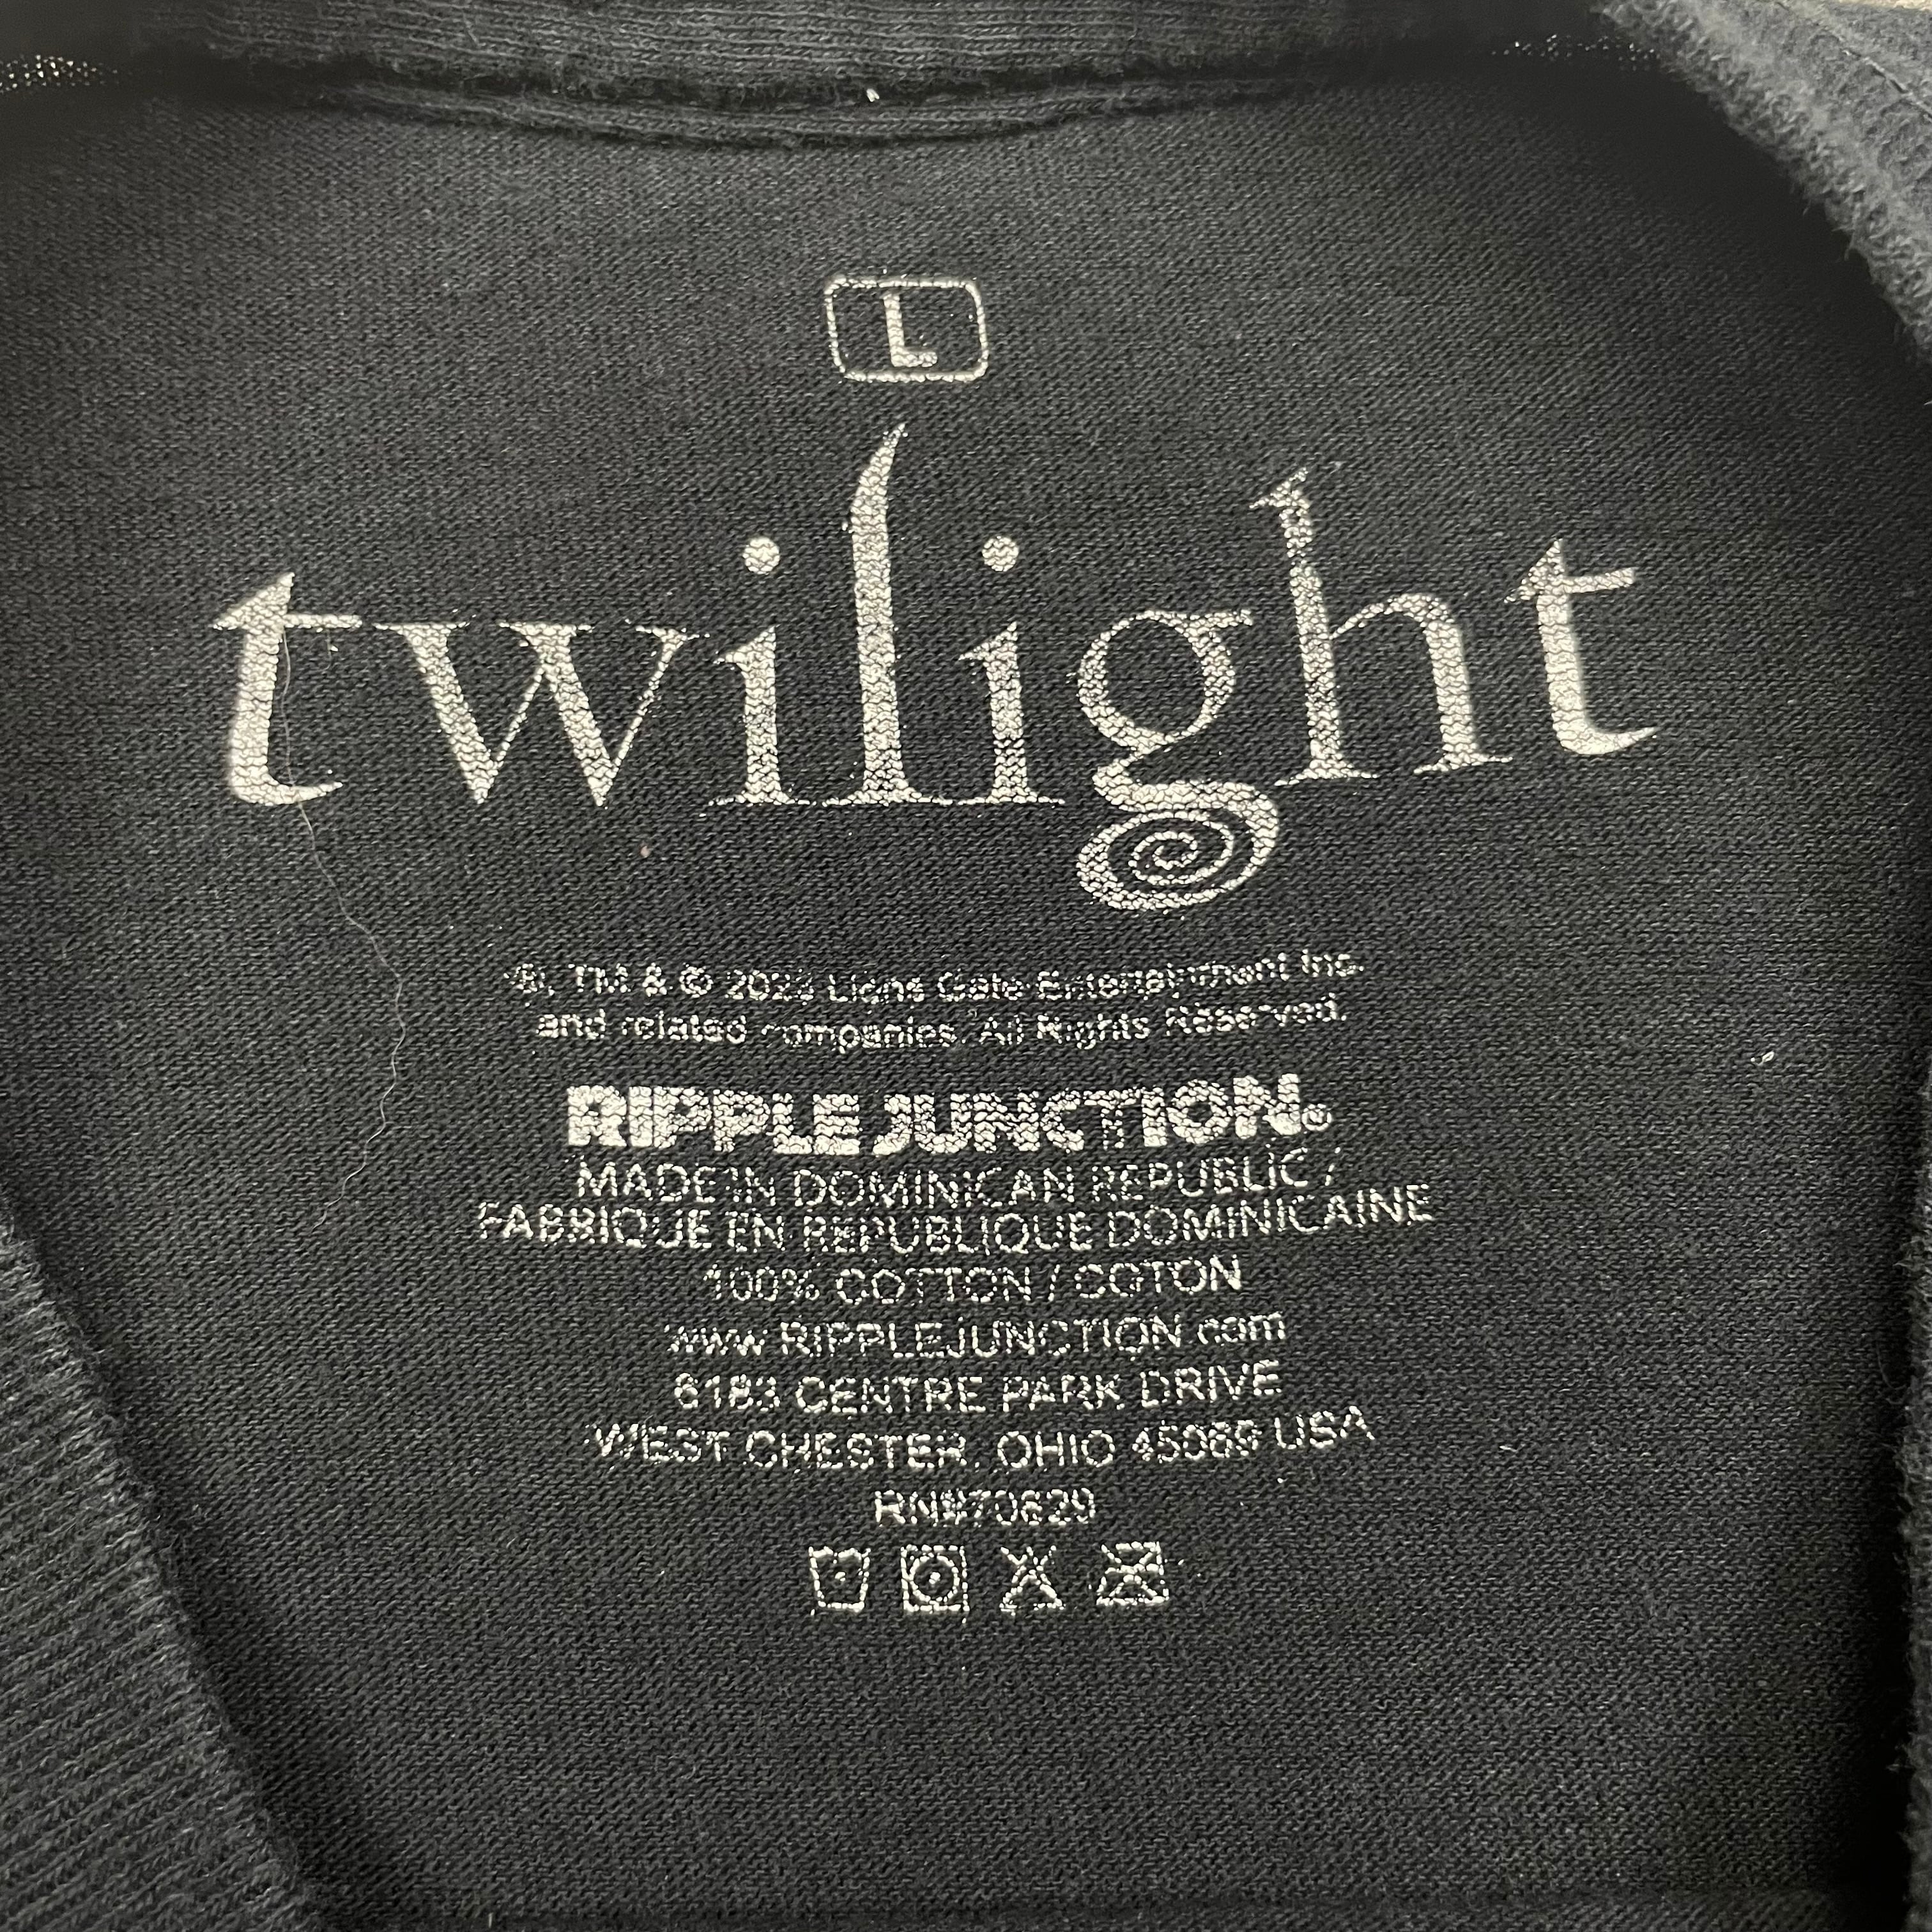 L
twilight
®, TM & © 2023 Lions Gate Entertainment Inc.
and related companies. All Rights Reserved.
RIPPLE JUNCTION®
MADE IN DOMINICAN REPUBLIC /
FABRIQUE EN REPUBLIQUE DOMINICAINE
100% COTTON / COTON
www.RIPPLEJUNCTION.com
6183 CENTRE PARK DRIVE
WEST CHESTER, OHIO 45069 USA
RN#70629